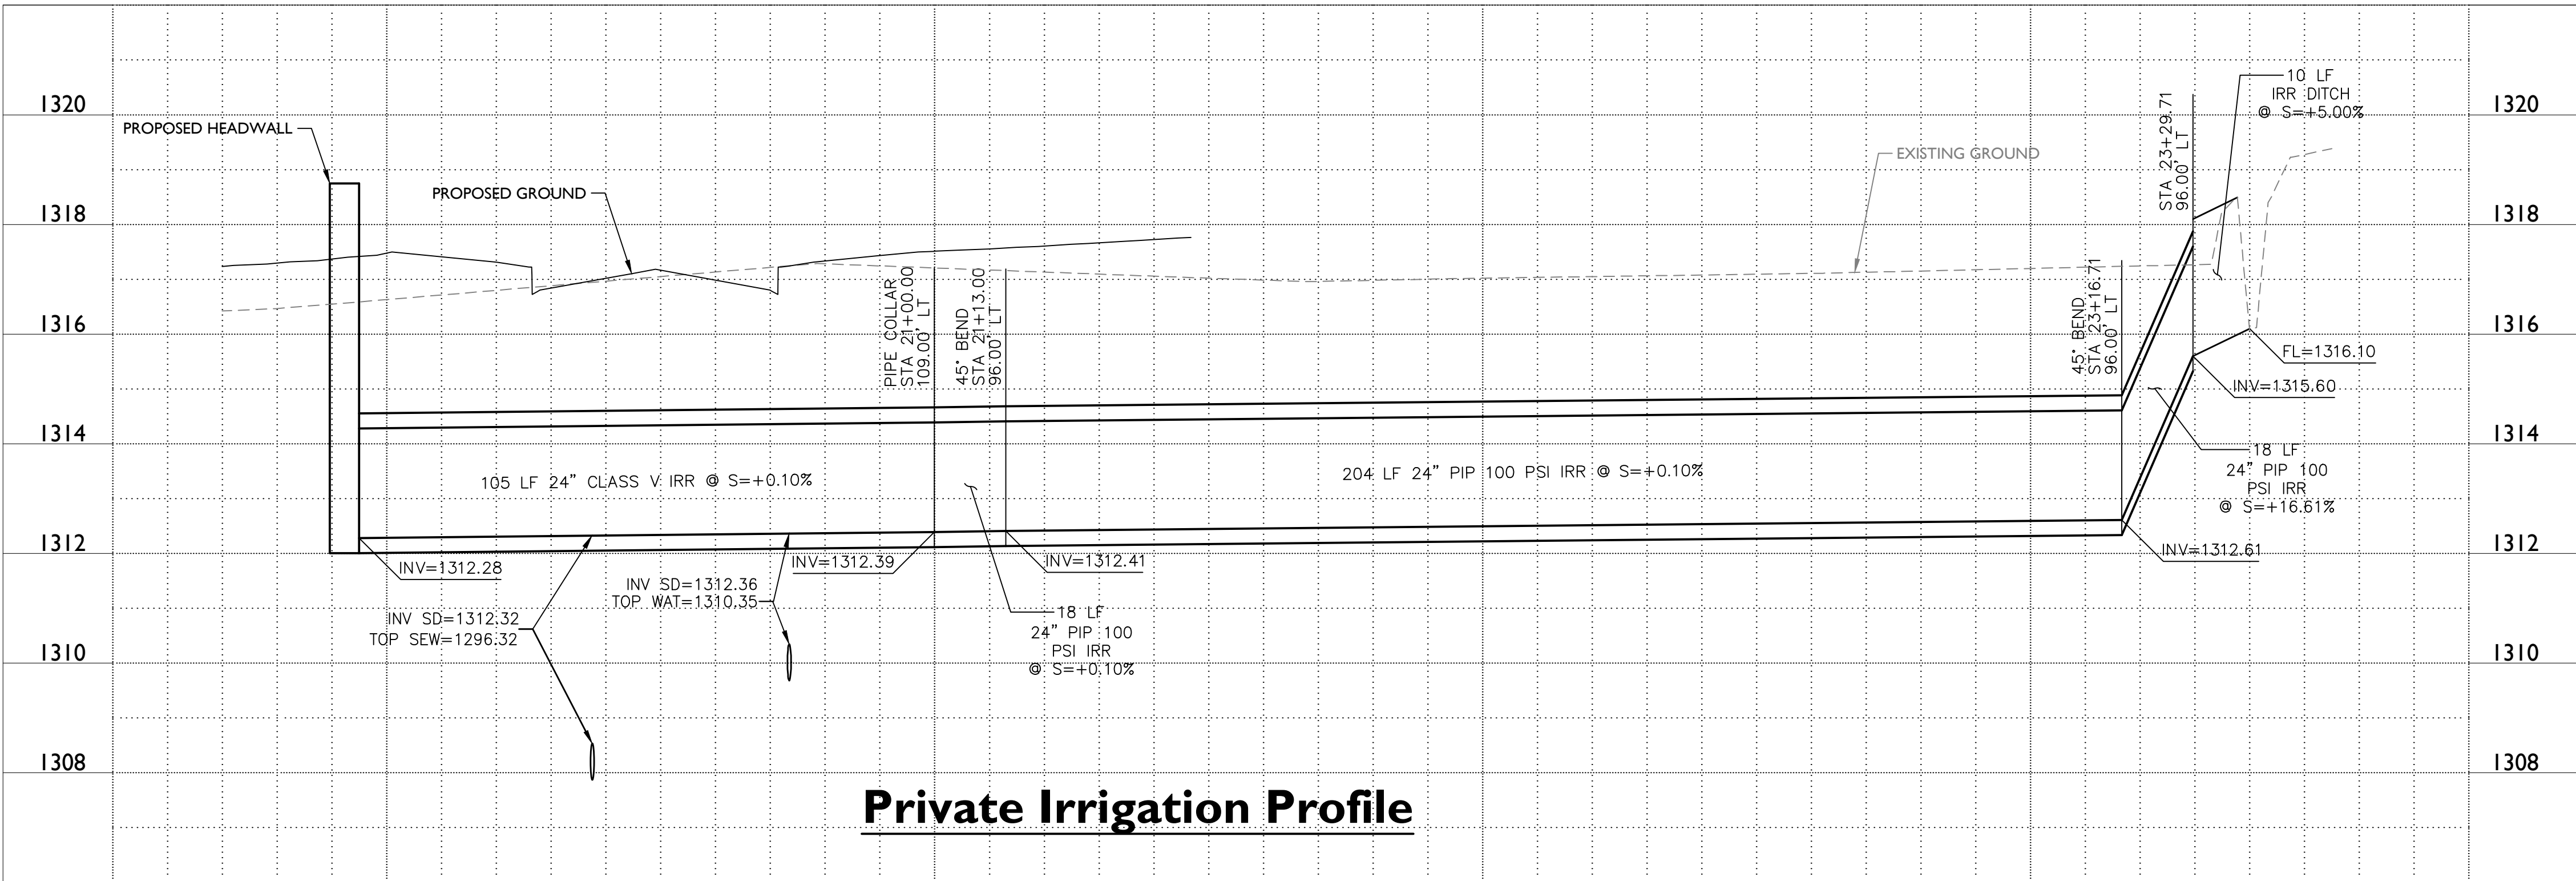 1320
1318
1316
1314
1312
1310
1308
PROPOSED HEADWALL
PROPOSED GROUND
PIPE COLLAR
STA 21+00.00
109.00' LT
45° BEND
STA 21+13.00
96.00' LT
EXISTING GROUND
45° BEND
STA 23+16.71
96.00' LT
STA 23+29.71
96.00' LT
10 LF
IRR DITCH
@ S=+5.00%
FL=1316.10
INV=1315.60
18 LF
24" PIP 100
PSI IRR
@ S=+16.61%
105 LF 24" CLASS V IRR @ S=+0.10%
204 LF 24" PIP 100 PSI IRR @ S=+0.10%
INV=1312.28
INV SD=1312.32
TOP SEW=1296.32
INV SD=1312.36
TOP WAT=1310.35
INV=1312.39
INV=1312.41
18 LF
24" PIP 100
PSI IRR
@ S=+0.10%
INV=1312.61
1320
1318
1316
1314
1312
1310
1308
Private Irrigation Profile